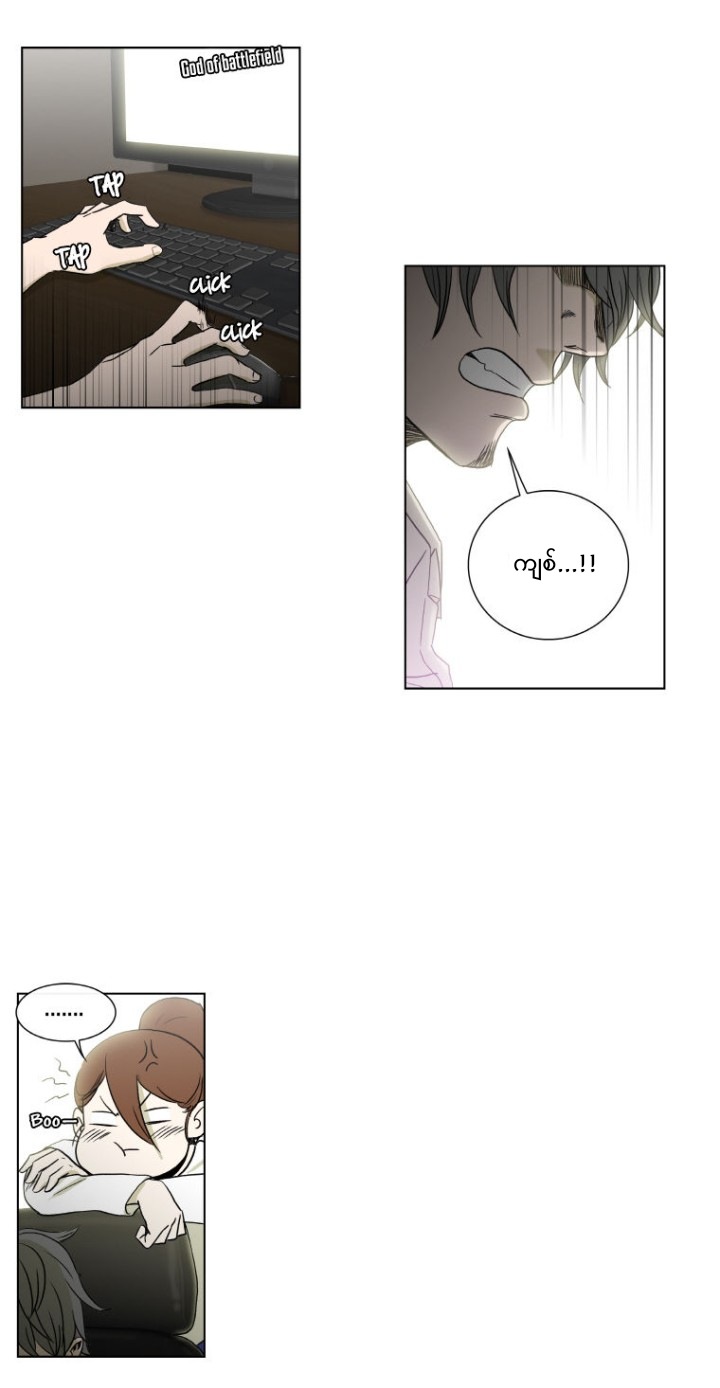 God of battlefield
TAP
TAP
click
click
ကျစ်...!!
.......
Boo—